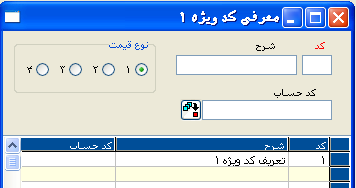 معرفی کد ویژه ۱
کد شرح نوع قیمت
۱ ۲ ۳ ۴
کد حساب
کد شرح کد حساب
۱ تعریف کد ویژه ۱